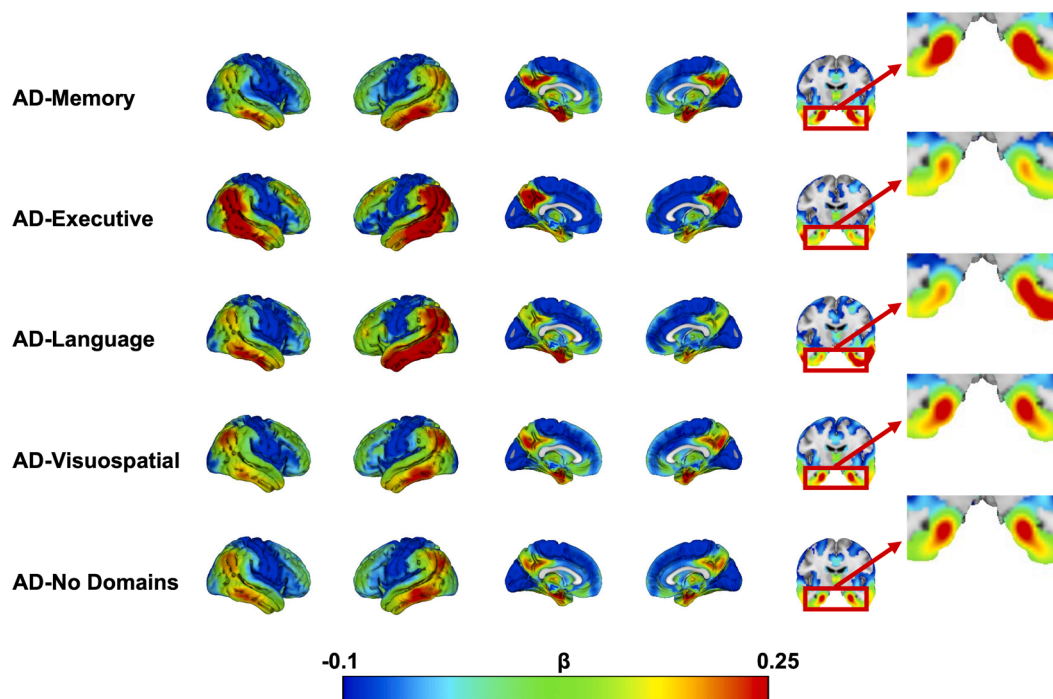 AD-Memory
AD-Executive
AD-Language
AD-Visuospatial
AD-No Domains
-0.1 β 0.25